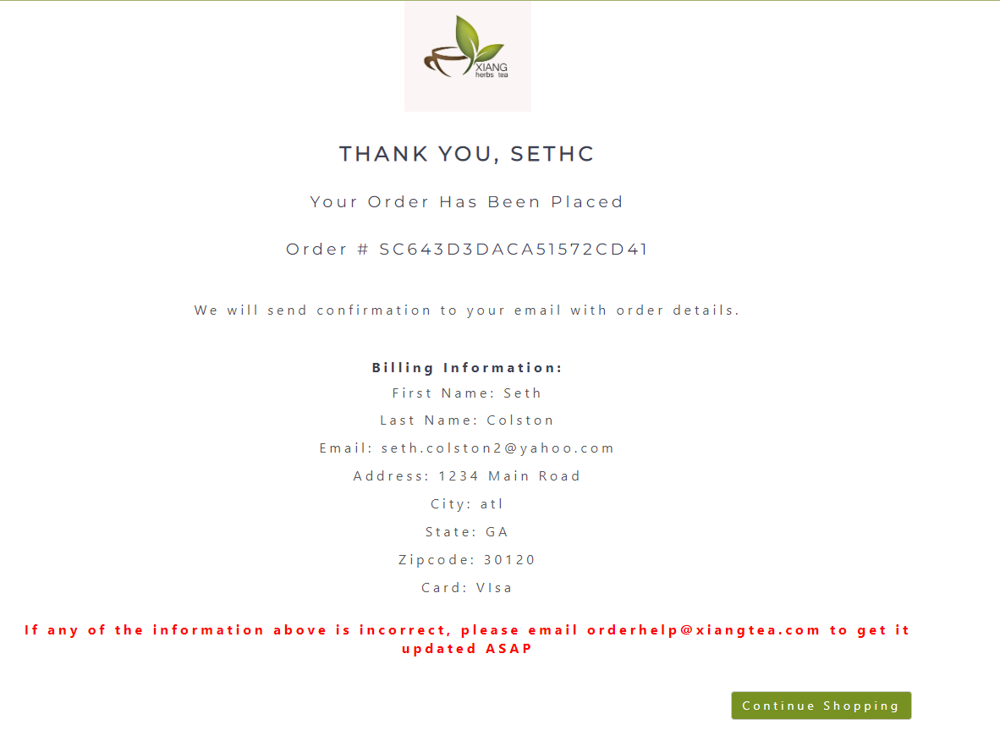 XIANG
herbs tea
THANK YOU, SETHC
Your Order Has Been Placed
Order # SC643D3DACA51572CD41
We will send confirmation to your email with order details.
Billing Information:
First Name: Seth
Last Name: Colston
Email: seth.colston2@yahoo.com
Address: 1234 Main Road
City: atl
State: GA
Zipcode: 30120
Card: VIsa
If any of the information above is incorrect, please email orderhelp@xiangtea.com to get it
updated ASAP
Continue Shopping